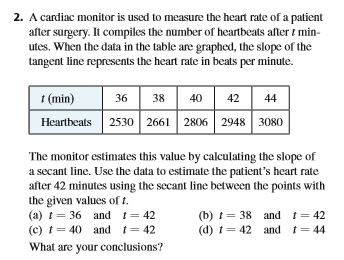 2. A cardiac monitor is used to measure the heart rate of a patient
after surgery. It compiles the number of heartbeats after t min-
utes. When the data in the table are graphed, the slope of the
tangent line represents the heart rate in beats per minute.
t (min) 36 38 40 42 44
Heartbeats 2530 2661 2806 2948 3080
The monitor estimates this value by calculating the slope of
a secant line. Use the data to estimate the patient's heart rate
after 42 minutes using the secant line between the points with
the given values of t.
(a) t = 36 and t = 42 (b) t = 38 and t = 42
(c) t = 40 and t = 42 (d) t = 42 and t = 44
What are your conclusions?